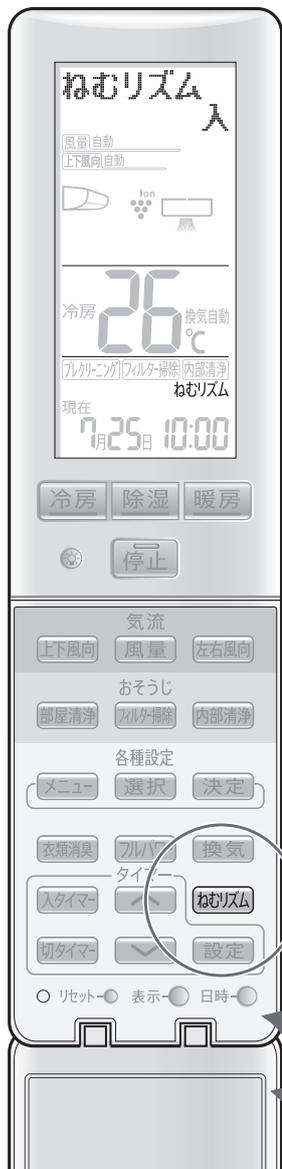 ねむリズム
入
風量 自動
上下風向 自動
ion
冷房 26℃ 換気自動
プレクリーニング フィルター掃除 内部清浄
ねむリズム
現在
7月25日 10:00
冷房 除湿 暖房
停止
気流
上下風向 風量 左右風向
おそうじ
部屋清浄 フィルター掃除 内部清浄
各種設定
メニュー 選択 決定
衣類消臭 フルパワー 換気
タイマー
入タイマー ねむリズム
切タイマー 設定
リセット 表示 日時